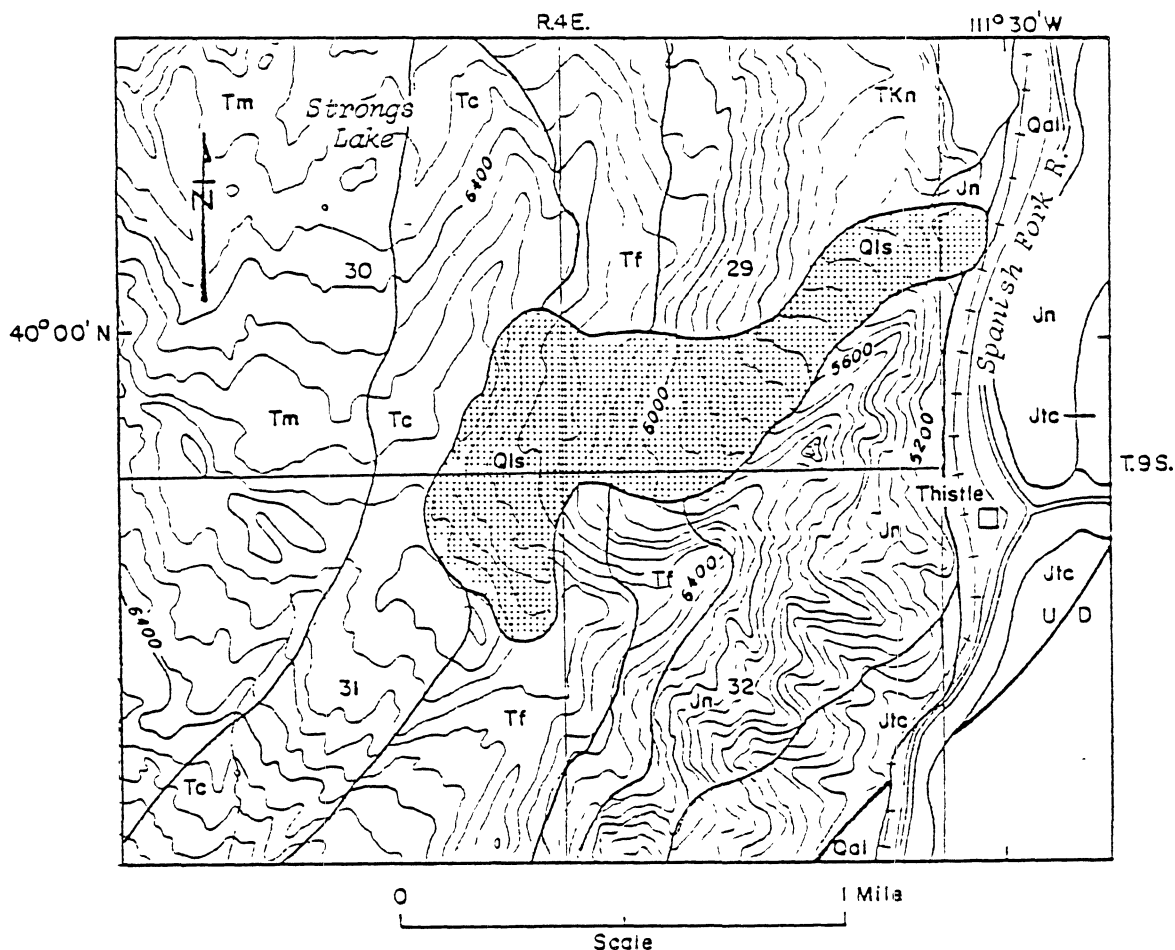 R.4E.
111° 30' W
Tm
Strongs
Lake
Tc
TKn
Qal
N
6400
Jn
Spanish Fork R.
Qls
30
Tf
29
40° 00' N
Jn
5600
Tm
Tc
6000
Jtc
5200
Qls
T.9 S.
Thistle
Jn
Tf
6400
Jtc
6400
U D
31
32
Jn
Tf
Jtc
Tc
Qal
0
1 Mile
Scale